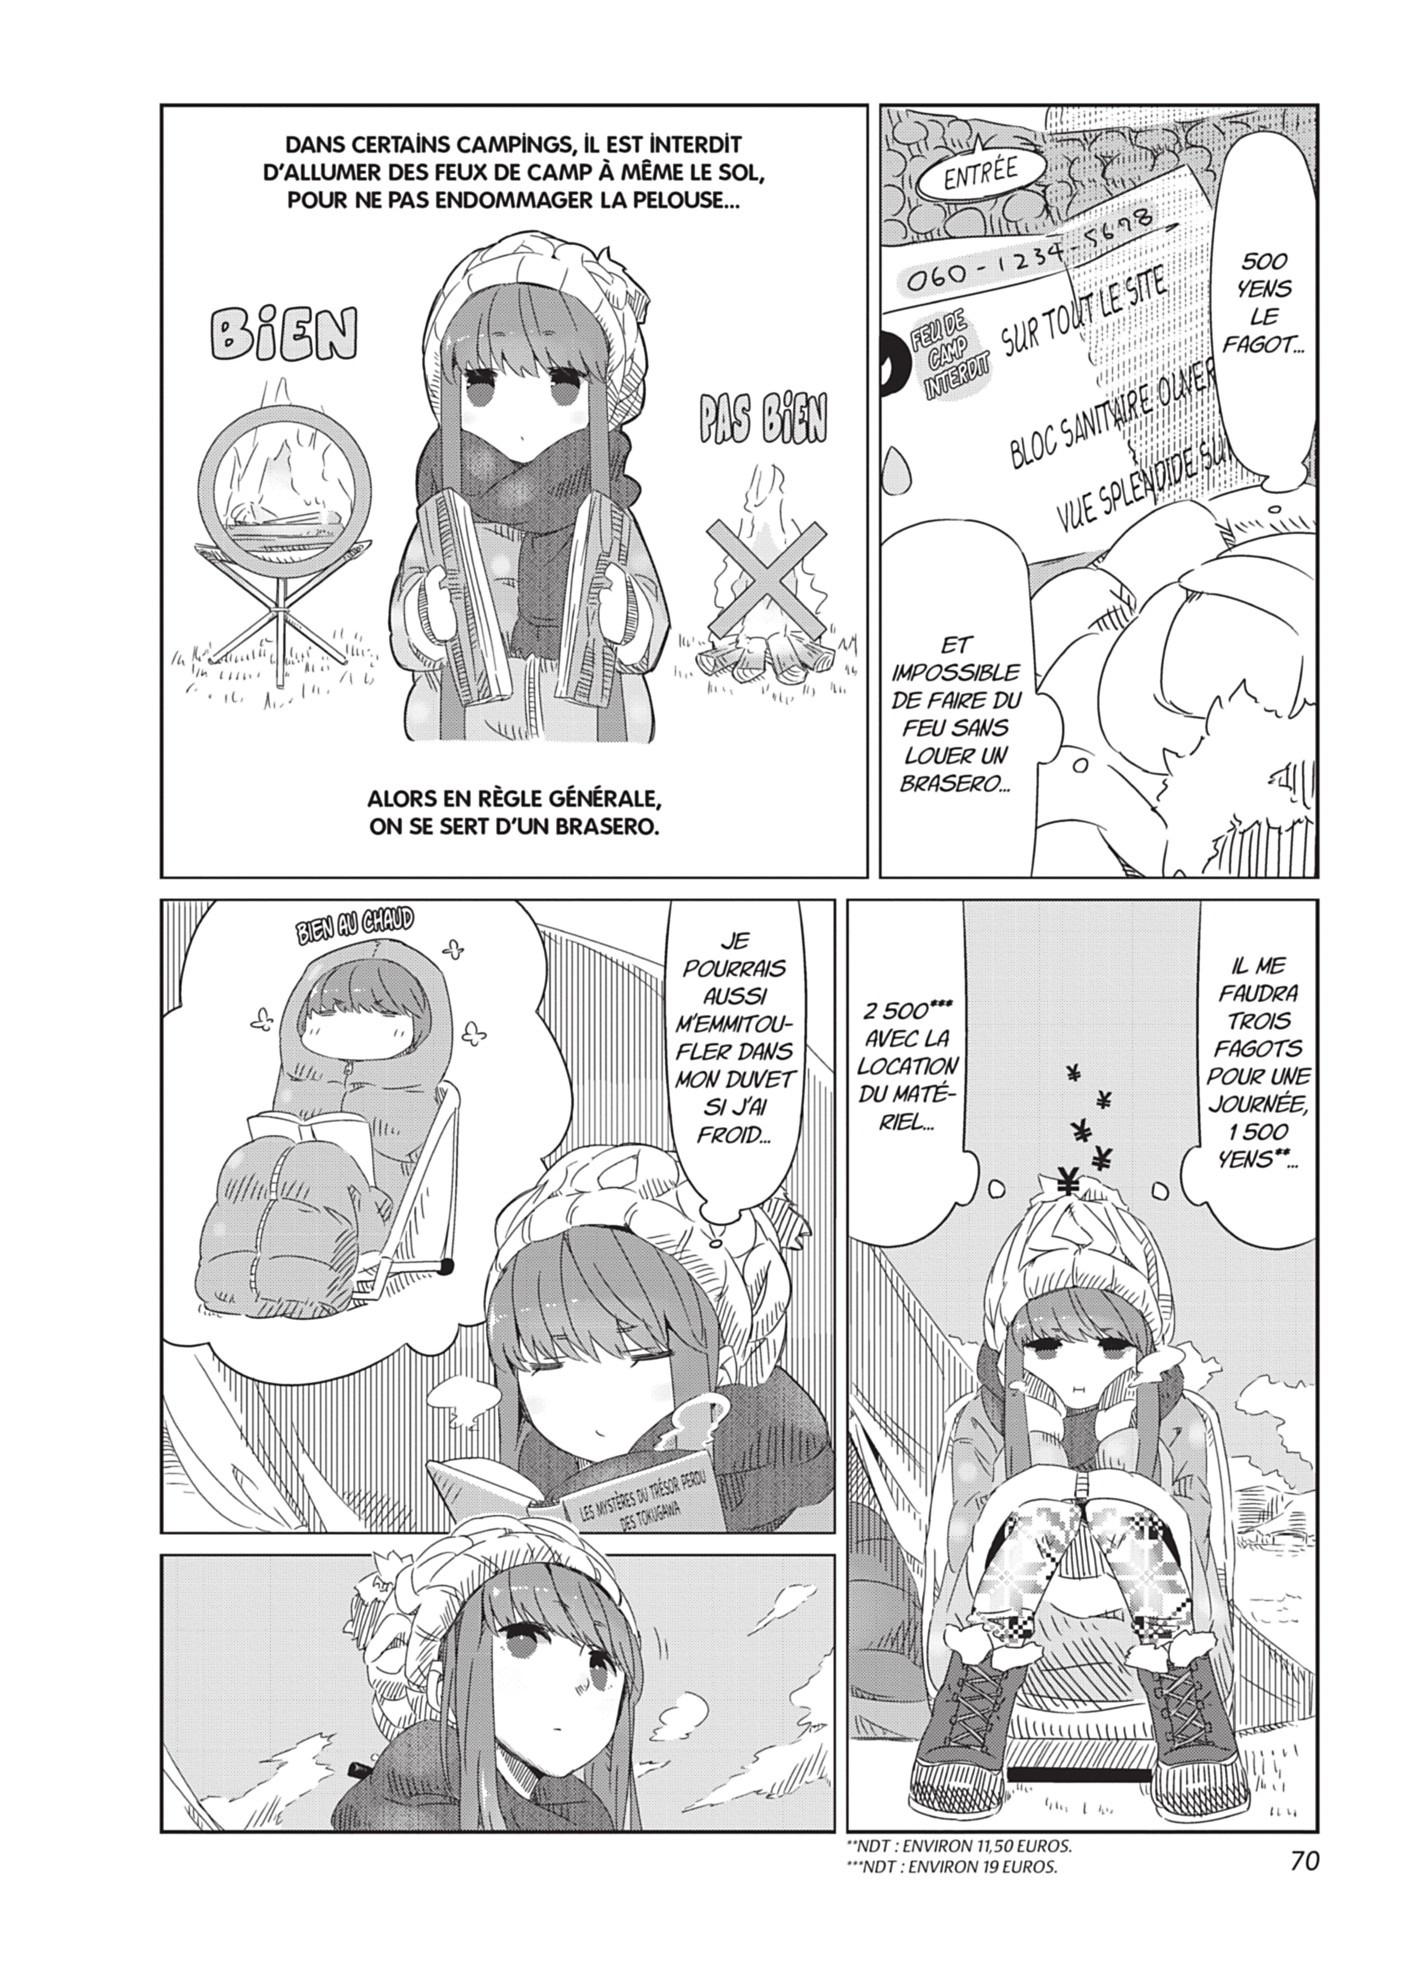 ENTRÉE
060-1234-5678
FEU DE
CAMP
INTERDIT
SUR TOUT LE SITE
BLOC SANITAIRE
VUE SPLENDIDE
500
YENS
LE
FAGOT...
ET
IMPOSSIBLE
DE FAIRE DU
FEU SANS
LOUER UN
BRASERO...
DANS CERTAINS CAMPINGS, IL EST INTERDIT
D'ALLUMER DES FEUX DE CAMP À MÊME LE SOL,
POUR NE PAS ENDOMMAGER LA PELOUSE...
BIEN
PAS BIEN
ALORS EN RÈGLE GÉNÉRALE,
ON SE SERT D'UN BRASERO.
IL ME
FAUDRA
TROIS
FAGOTS
POUR UNE
JOURNÉE,
1 500
YENS**...
2 500***
AVEC LA
LOCATION
DU MATÉ-
RIEL...
¥
¥
¥
¥
¥
JE
POURRAIS
AUSSI
M'EMMITOU-
FLER DANS
MON DUVET
SI J'AI
FROID...
BIEN AU CHAUD
LES MYSTÈRES DU TRÉSOR PERDU
DES TOKUGAWA
**NDT : ENVIRON 11,50 EUROS.
***NDT : ENVIRON 19 EUROS.
70